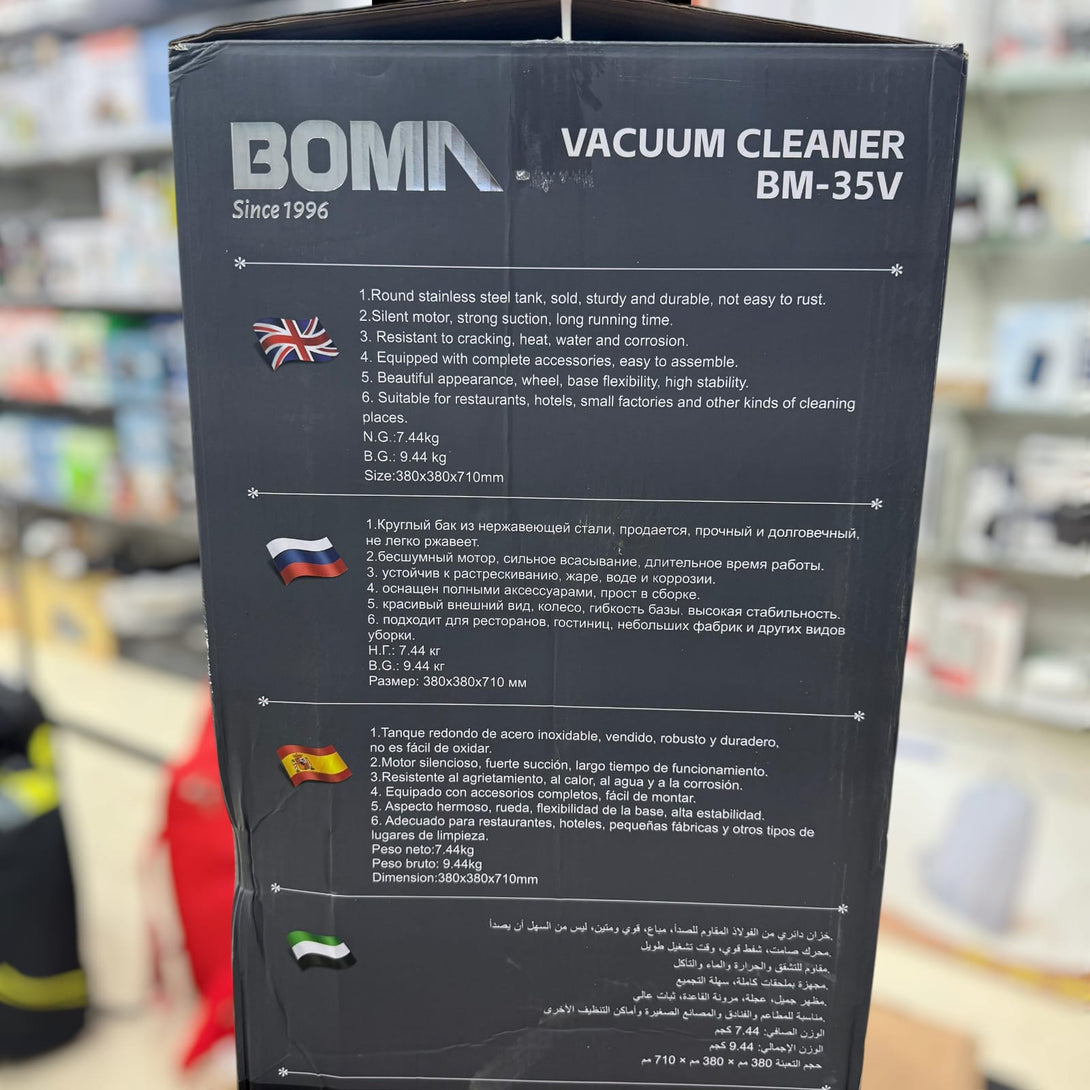 BOMA
Since 1996
VACUUM CLEANER
BM-35V
1.Round stainless steel tank, sold, sturdy and durable, not easy to rust.
2.Silent motor, strong suction, long running time.
3. Resistant to cracking, heat, water and corrosion.
4. Equipped with complete accessories, easy to assemble.
5. Beautiful appearance, wheel, base flexibility, high stability.
6. Suitable for restaurants, hotels, small factories and other kinds of cleaning
places.
N.G.:7.44kg
B.G.: 9.44 kg
Size:380x380x710mm
1.Круглый бак из нержавеющей стали, продается, прочный и долговечный,
не легко ржавеет.
2.бесшумный мотор, сильное всасывание, длительное время работы.
3. устойчив к растрескиванию, жаре, воде и коррозии.
4. оснащен полными аксессуарами, прост в сборке.
5. красивый внешний вид, колесо, гибкость базы. высокая стабильность.
6. подходит для ресторанов, гостиниц, небольших фабрик и других видов
уборки.
Н.Г.: 7.44 кг
B.G.: 9.44 кг
Размер: 380x380x710 мм
1.Tanque redondo de acero inoxidable, vendido, robusto y duradero,
no es fácil de oxidar.
2.Motor silencioso, fuerte succión, largo tiempo de funcionamiento.
3.Resistente al agrietamiento, al calor, al agua y a la corrosión.
4. Equipado con accesorios completos, fácil de montar.
5. Aspecto hermoso, rueda, flexibilidad de la base, alta estabilidad.
6. Adecuado para restaurantes, hoteles, pequeñas fábricas y otros tipos de
lugares de limpieza.
Peso neto:7.44kg
Peso bruto: 9.44kg
Dimension:380x380x710mm
خزان دائري من الفولاذ المقاوم للصدأ، مباع، قوي ومتين، ليس من السهل أن يصدأ.
محرك صامت، شفط قوي، وقت تشغيل طويل.
مقاوم للتشقق والحرارة والماء والتآكل.
مجهزة بملحقات كاملة، سهلة التجميع.
مظهر جميل، عجلة، مرونة القاعدة، ثبات عالي.
مناسبة للمطاعم والفنادق والمصانع الصغيرة وأماكن التنظيف الأخرى.
الوزن الصافي: 7.44 كجم
الوزن الإجمالي: 9.44 كجم
حجم التعبئة 380 مم × 380 مم × 710 مم